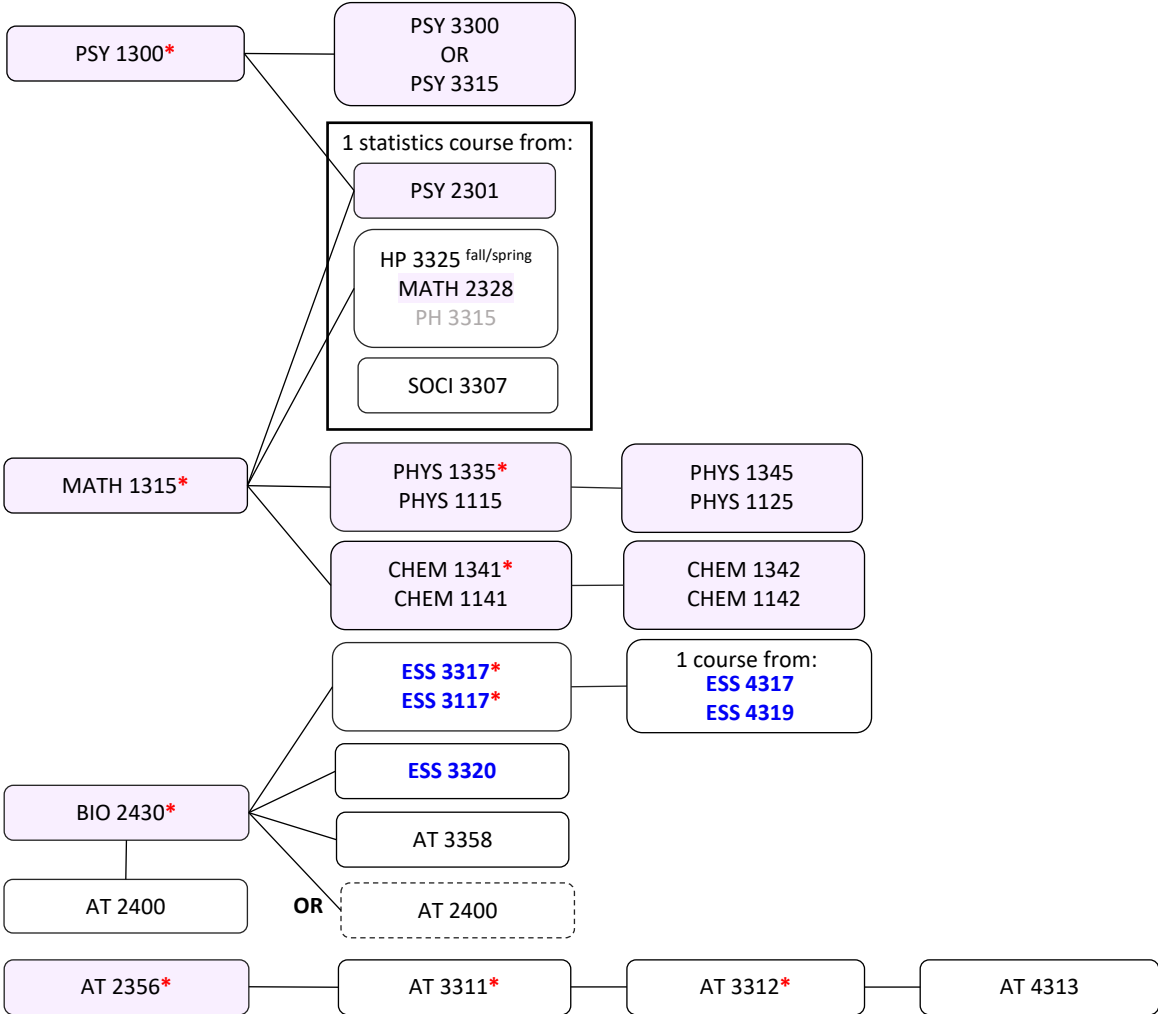 PSY 1300*
PSY 3300
OR
PSY 3315
1 statistics course from:
PSY 2301
HP 3325 fall/spring
MATH 2328
PH 3315
SOCI 3307
MATH 1315*
PHYS 1335*
PHYS 1115
PHYS 1345
PHYS 1125
CHEM 1341*
CHEM 1141
CHEM 1342
CHEM 1142
ESS 3317*
ESS 3117*
1 course from:
ESS 4317
ESS 4319
ESS 3320
BIO 2430*
AT 3358
AT 2400
OR
AT 2400
AT 2356*
AT 3311*
AT 3312*
AT 4313